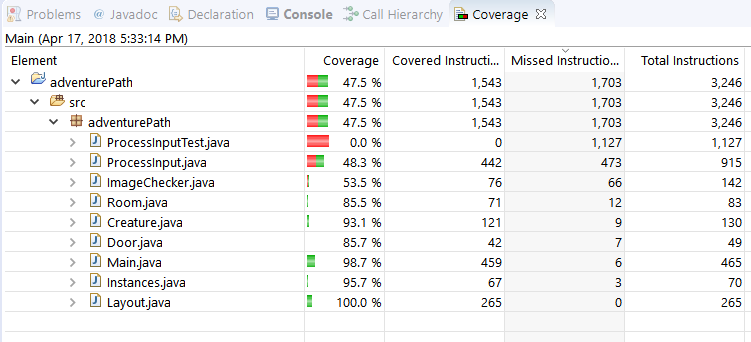 Problems @ Javadoc Declaration Console Call Hierarchy Coverage
Main (Apr 17, 2018 5:33:14 PM)
Element Coverage Covered Instructi... Missed Instructio... Total Instructions
adventurePath 47.5 % 1,543 1,703 3,246
src 47.5 % 1,543 1,703 3,246
adventurePath 47.5 % 1,543 1,703 3,246
ProcessInputTest.java 0.0 % 0 1,127 1,127
ProcessInput.java 48.3 % 442 473 915
ImageChecker.java 53.5 % 76 66 142
Room.java 85.5 % 71 12 83
Creature.java 93.1 % 121 9 130
Door.java 85.7 % 42 7 49
Main.java 98.7 % 459 6 465
Instances.java 95.7 % 67 3 70
Layout.java 100.0 % 265 0 265